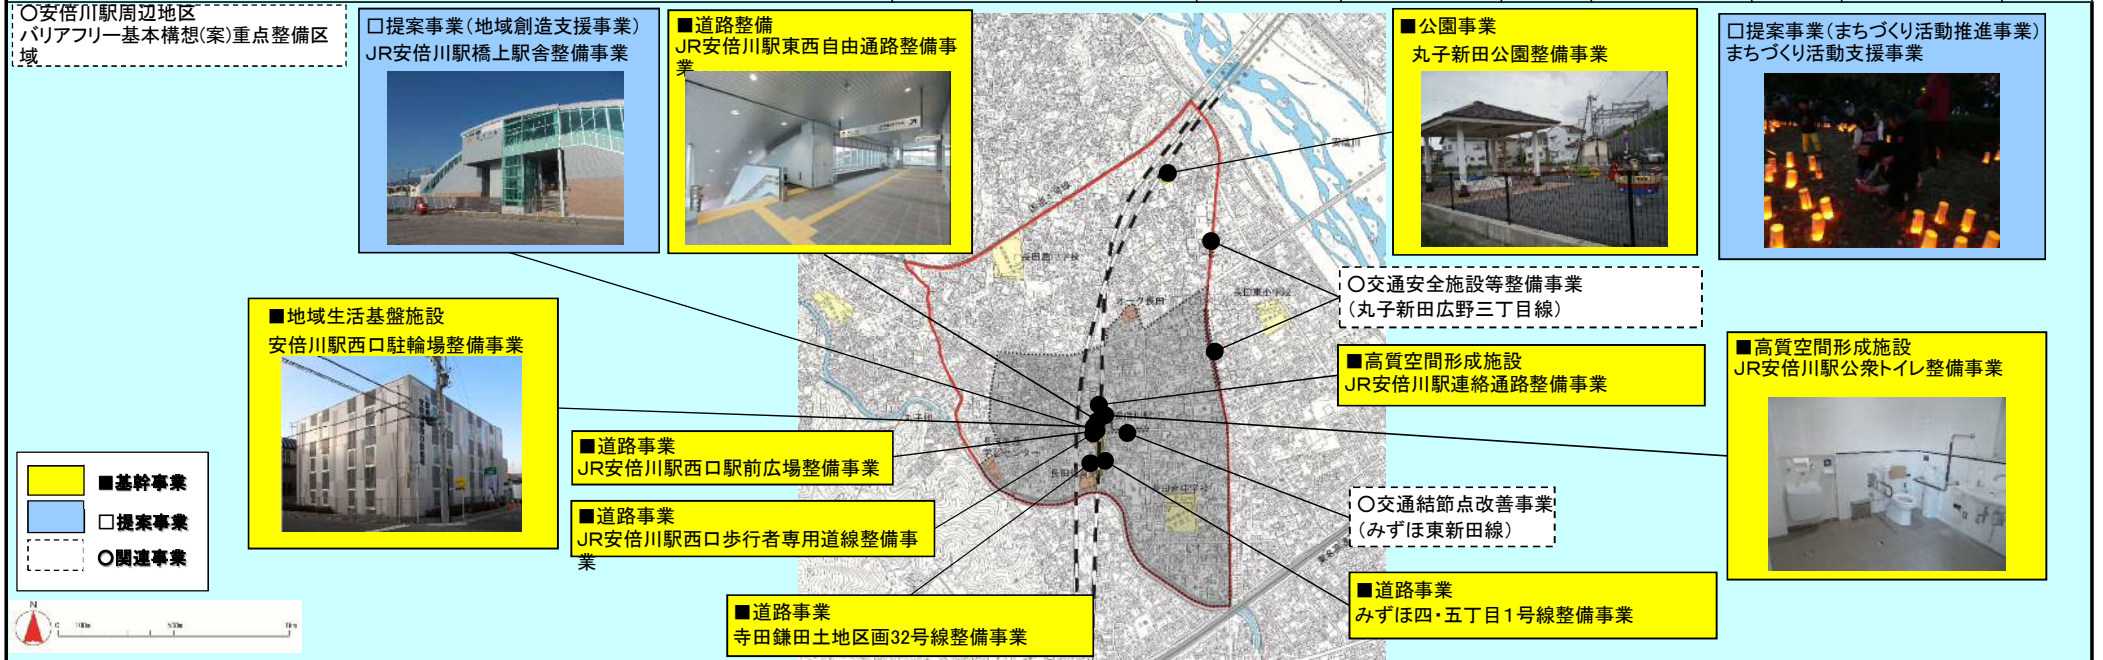 ○安倍川駅周辺地区
バリアフリー基本構想(案)重点整備区
域
□提案事業(地域創造支援事業)
JR安倍川駅橋上駅舎整備事業
■道路整備
JR安倍川駅東西自由通路整備事
業
■公園事業
丸子新田公園整備事業
□提案事業(まちづくり活動推進事業)
まちづくり活動支援事業
安倍川
オーク長田
○交通安全施設等整備事業
(丸子新田広野三丁目線)
■地域生活基盤施設
安倍川駅西口駐輪場整備事業
■高質空間形成施設
JR安倍川駅連絡通路整備事業
■高質空間形成施設
JR安倍川駅公衆トイレ整備事業
■道路事業
JR安倍川駅西口駅前広場整備事業
■道路事業
JR安倍川駅西口歩行者専用道線整備事
業
○交通結節点改善事業
(みずほ東新田線)
■基幹事業
□提案事業
○関連事業
■道路事業
みずほ四・五丁目1号線整備事業
■道路事業
寺田鎌田土地区画32号線整備事業
N
0 100m 500m 1km